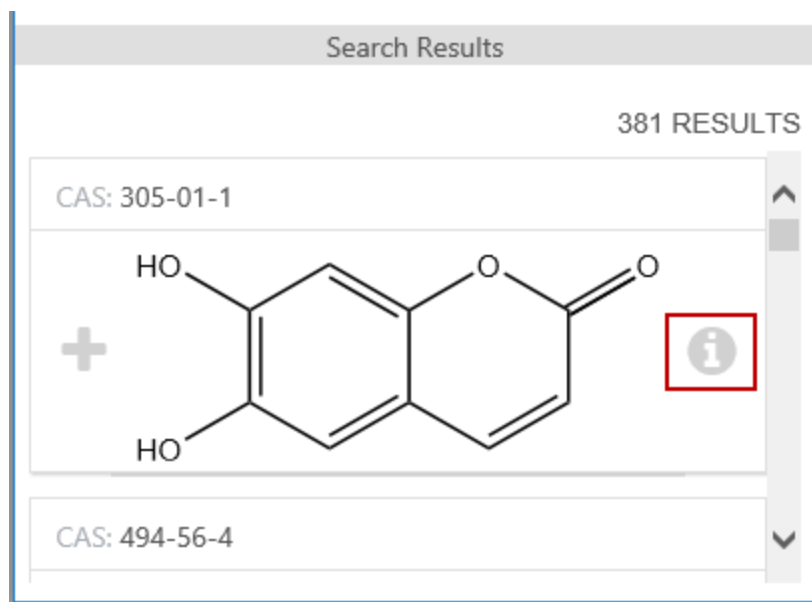 Search Results
381 RESULTS
CAS: 305-01-1
HO
O
O
HO
CAS: 494-56-4